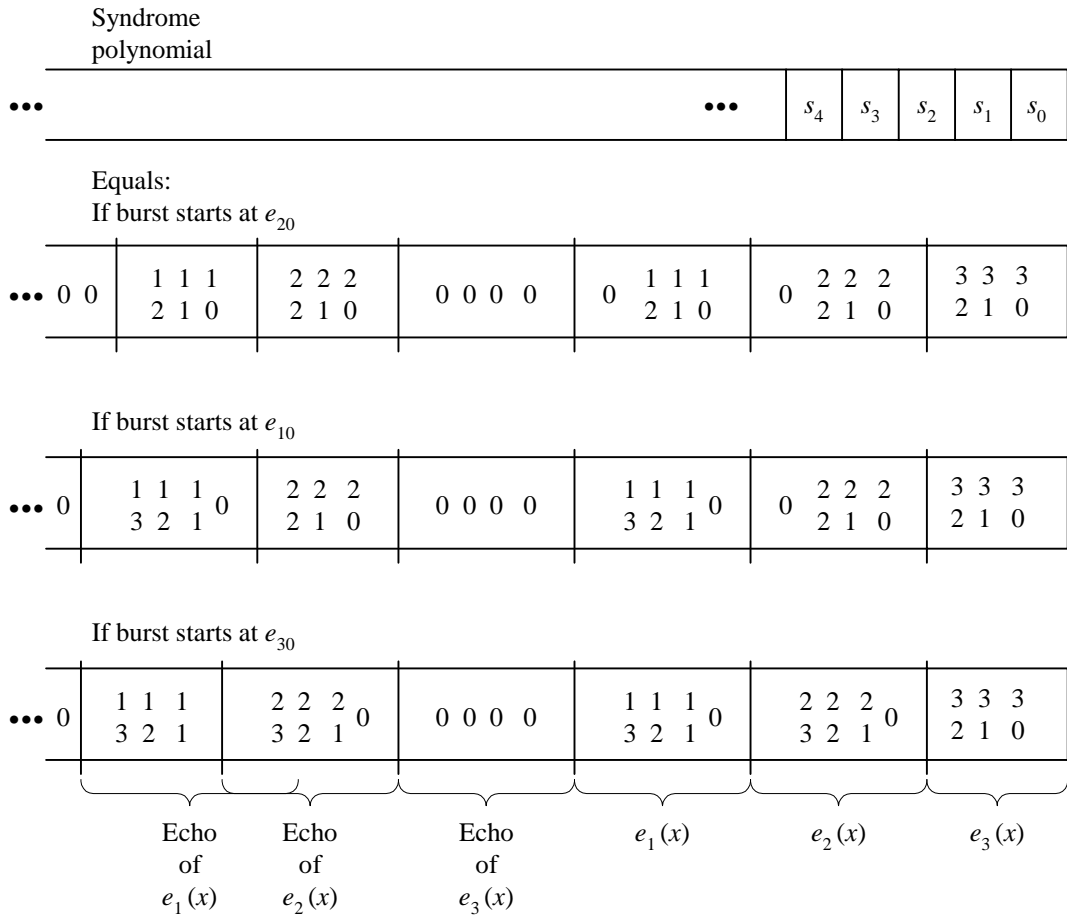 Syndrome
polynomial
••• ••• s₄ s₃ s₂ s₁ s₀
Equals:
If burst starts at e₂₀
1 1 1 2 2 2 1 1 1 2 2 2 3 3 3
••• 0 0 0 0 0 0 0 0
2 1 0 2 1 0 2 1 0 2 1 0 2 1 0
If burst starts at e₁₀
1 1 1 2 2 2 1 1 1 2 2 2 3 3 3
••• 0 0 0 0 0 0 0 0
3 2 1 2 1 0 3 2 1 2 1 0 2 1 0
If burst starts at e₃₀
1 1 1 2 2 2 1 1 1 2 2 2 3 3 3
••• 0 0 0 0 0 0 0 0
3 2 1 3 2 1 3 2 1 3 2 1 2 1 0
Echo
of
e₁(x)
Echo
of
e₂(x)
Echo
of
e₃(x)
e₁(x)
e₂(x)
e₃(x)